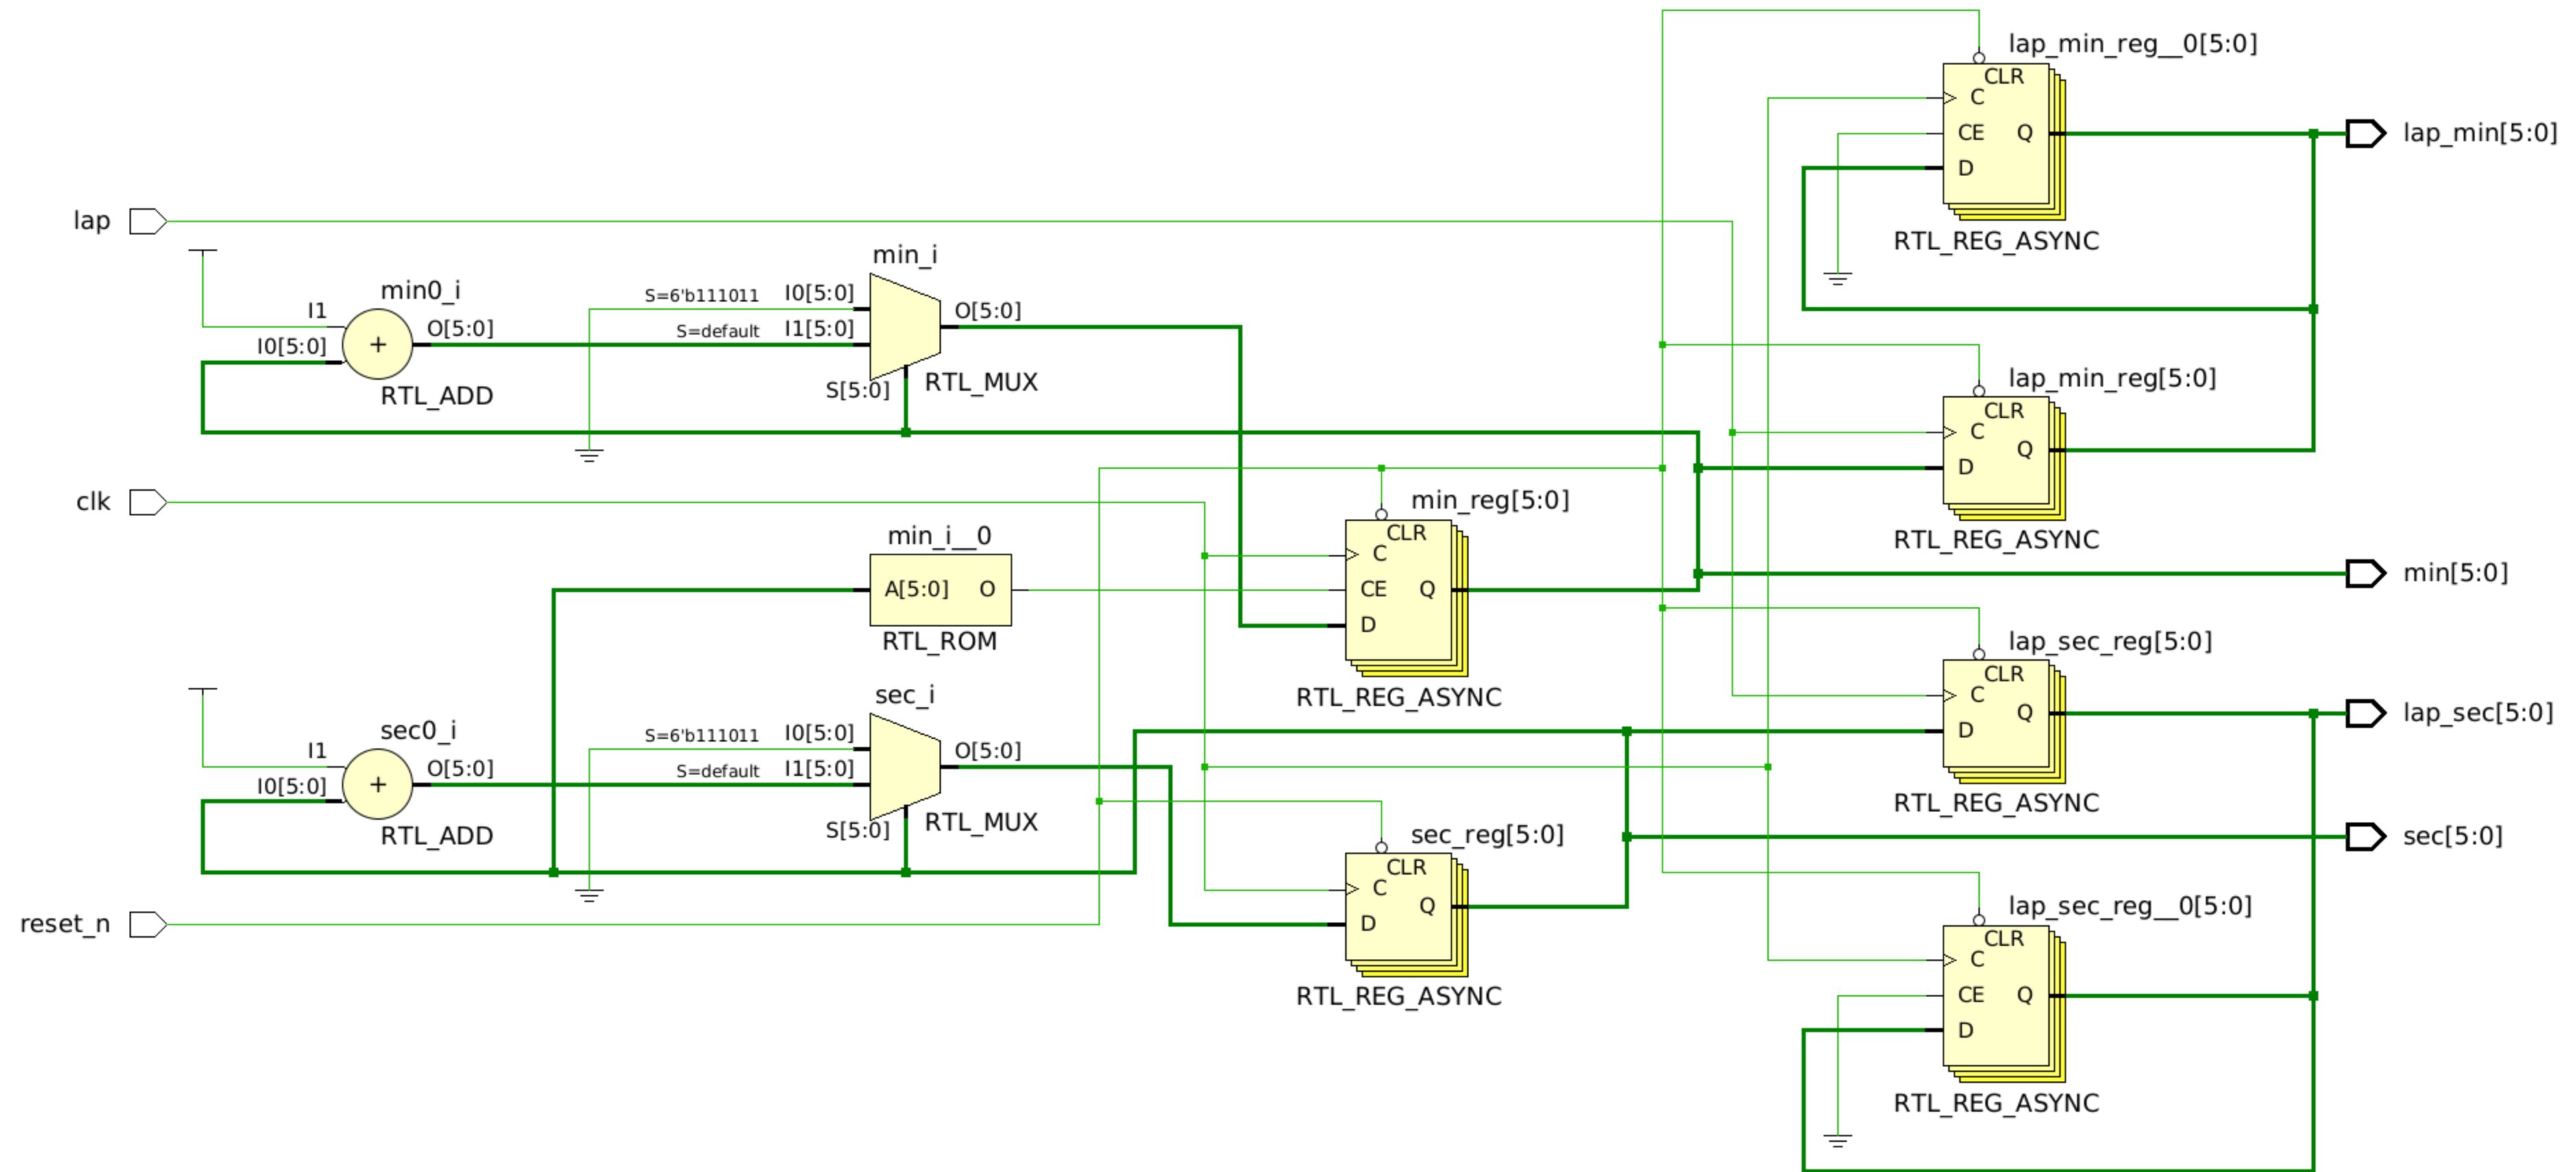 lap_min_reg__0[5:0]
CLR
C
CE
Q
D
RTL_REG_ASYNC
lap_min[5:0]
lap
min_i
S=6'b111011
I0[5:0]
S=default
I1[5:0]
O[5:0]
S[5:0]
RTL_MUX
min0_i
I1
I0[5:0]
O[5:0]
+
RTL_ADD
lap_min_reg[5:0]
CLR
C
Q
D
RTL_REG_ASYNC
clk
min_reg[5:0]
CLR
C
CE
Q
D
RTL_REG_ASYNC
min_i__0
A[5:0]
O
RTL_ROM
min[5:0]
lap_sec_reg[5:0]
CLR
C
Q
D
RTL_REG_ASYNC
lap_sec[5:0]
sec_i
S=6'b111011
I0[5:0]
S=default
I1[5:0]
O[5:0]
S[5:0]
RTL_MUX
sec0_i
I1
I0[5:0]
O[5:0]
+
RTL_ADD
sec_reg[5:0]
CLR
C
Q
D
RTL_REG_ASYNC
sec[5:0]
reset_n
lap_sec_reg__0[5:0]
CLR
C
CE
Q
D
RTL_REG_ASYNC